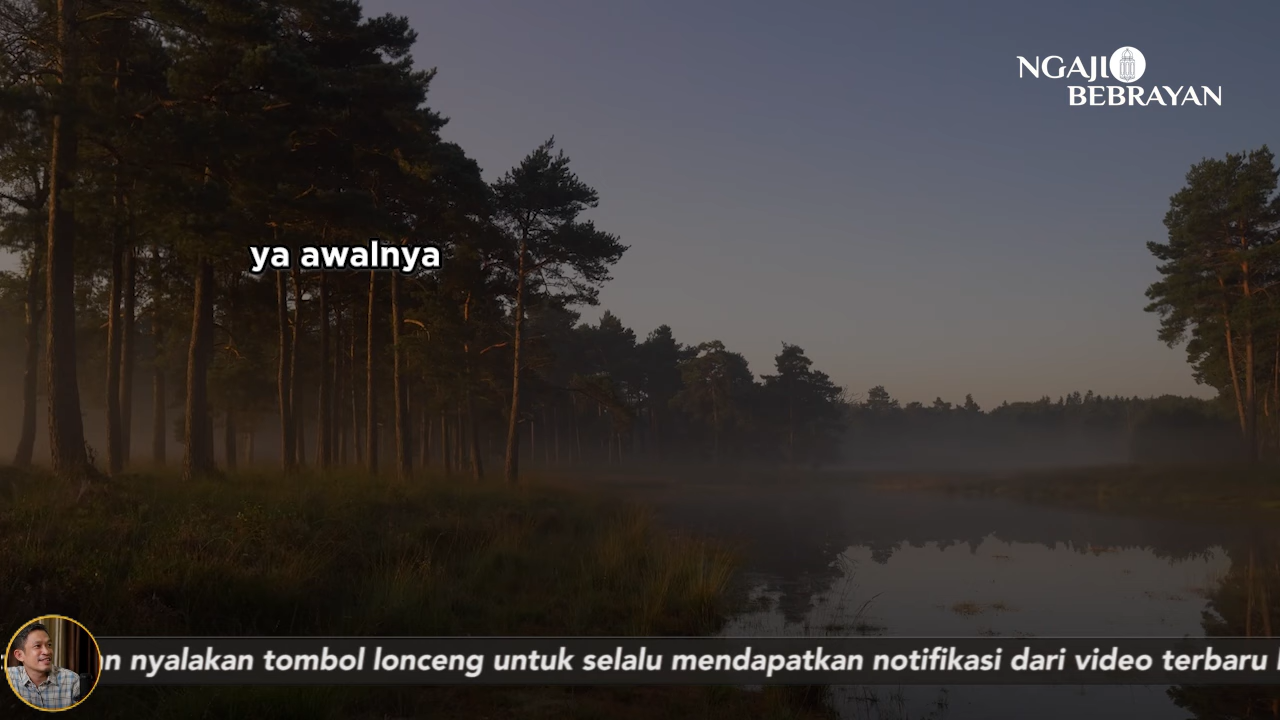 NGAJI
BEBRAYAN
ya awalnya
nyalakan tombol lonceng untuk selalu mendapatkan notifikasi dari video terbaru